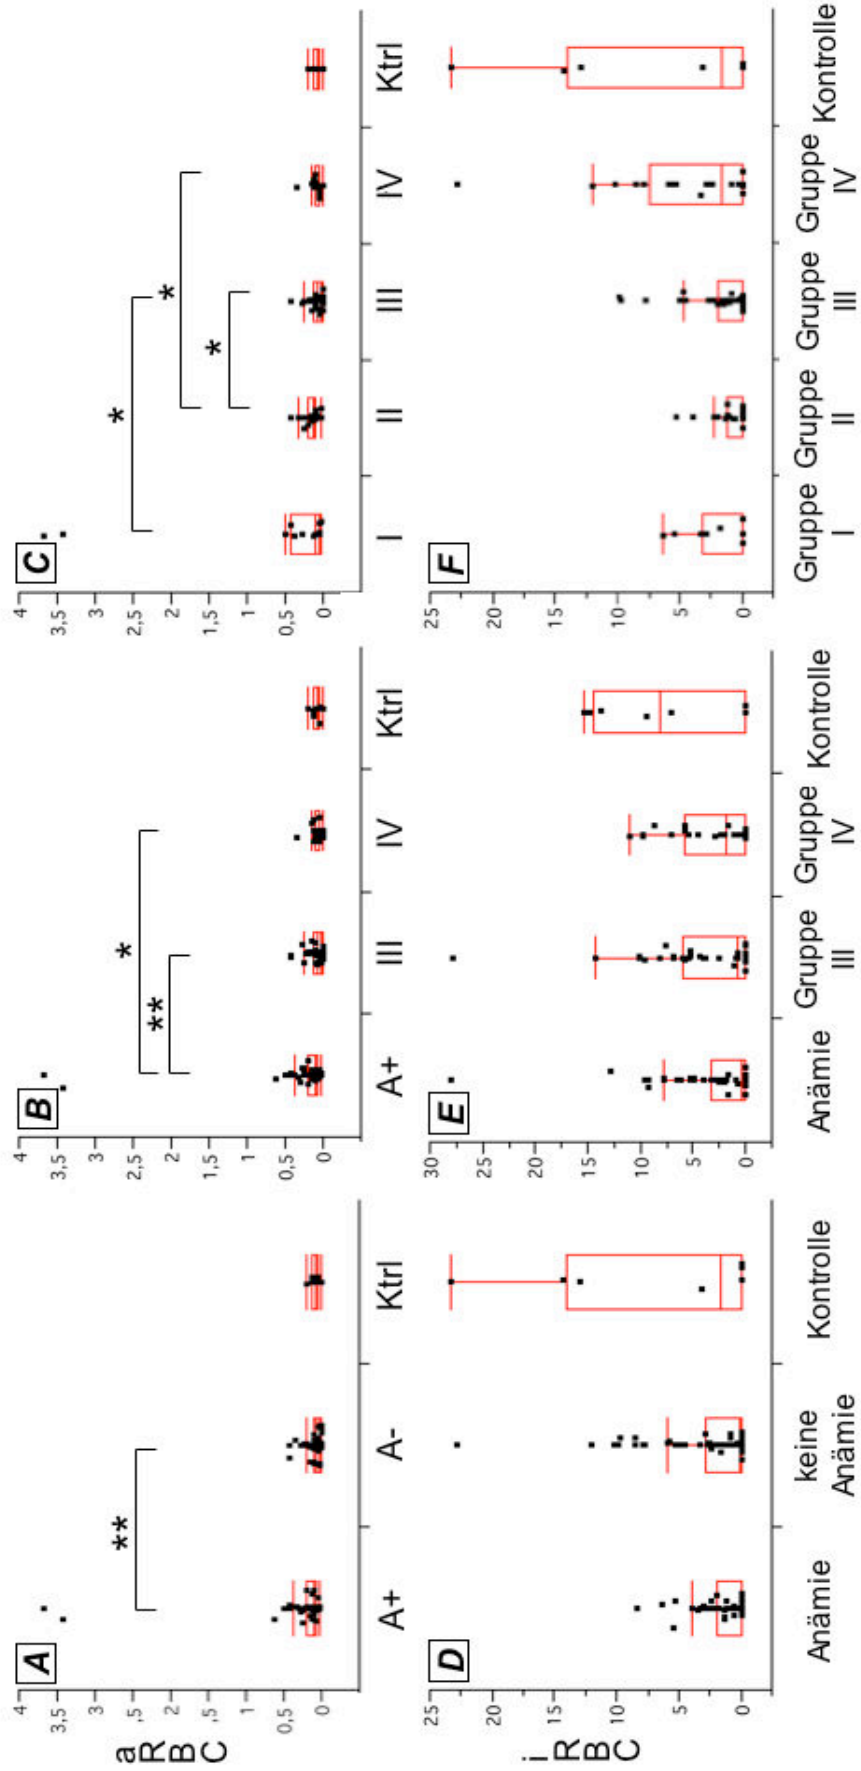 A
4
3,5
3
2,5
2
1,5
1
0,5
0
aRBC
**
A+
A-
Ktrl
B
4
3,5
3
2,5
2
1,5
1
0,5
0
*
**
A+
III
IV
Ktrl
C
4
3,5
3
2,5
2
1,5
1
0,5
0
*
*
*
I
II
III
IV
Ktrl
D
25
20
15
10
5
0
iRBC
Anämie
keine
Anämie
Kontrolle
E
30
25
20
15
10
5
0
Anämie
Gruppe
III
Gruppe
IV
Kontrolle
F
25
20
15
10
5
0
Gruppe
I
Gruppe
II
Gruppe
III
Gruppe
IV
Kontrolle